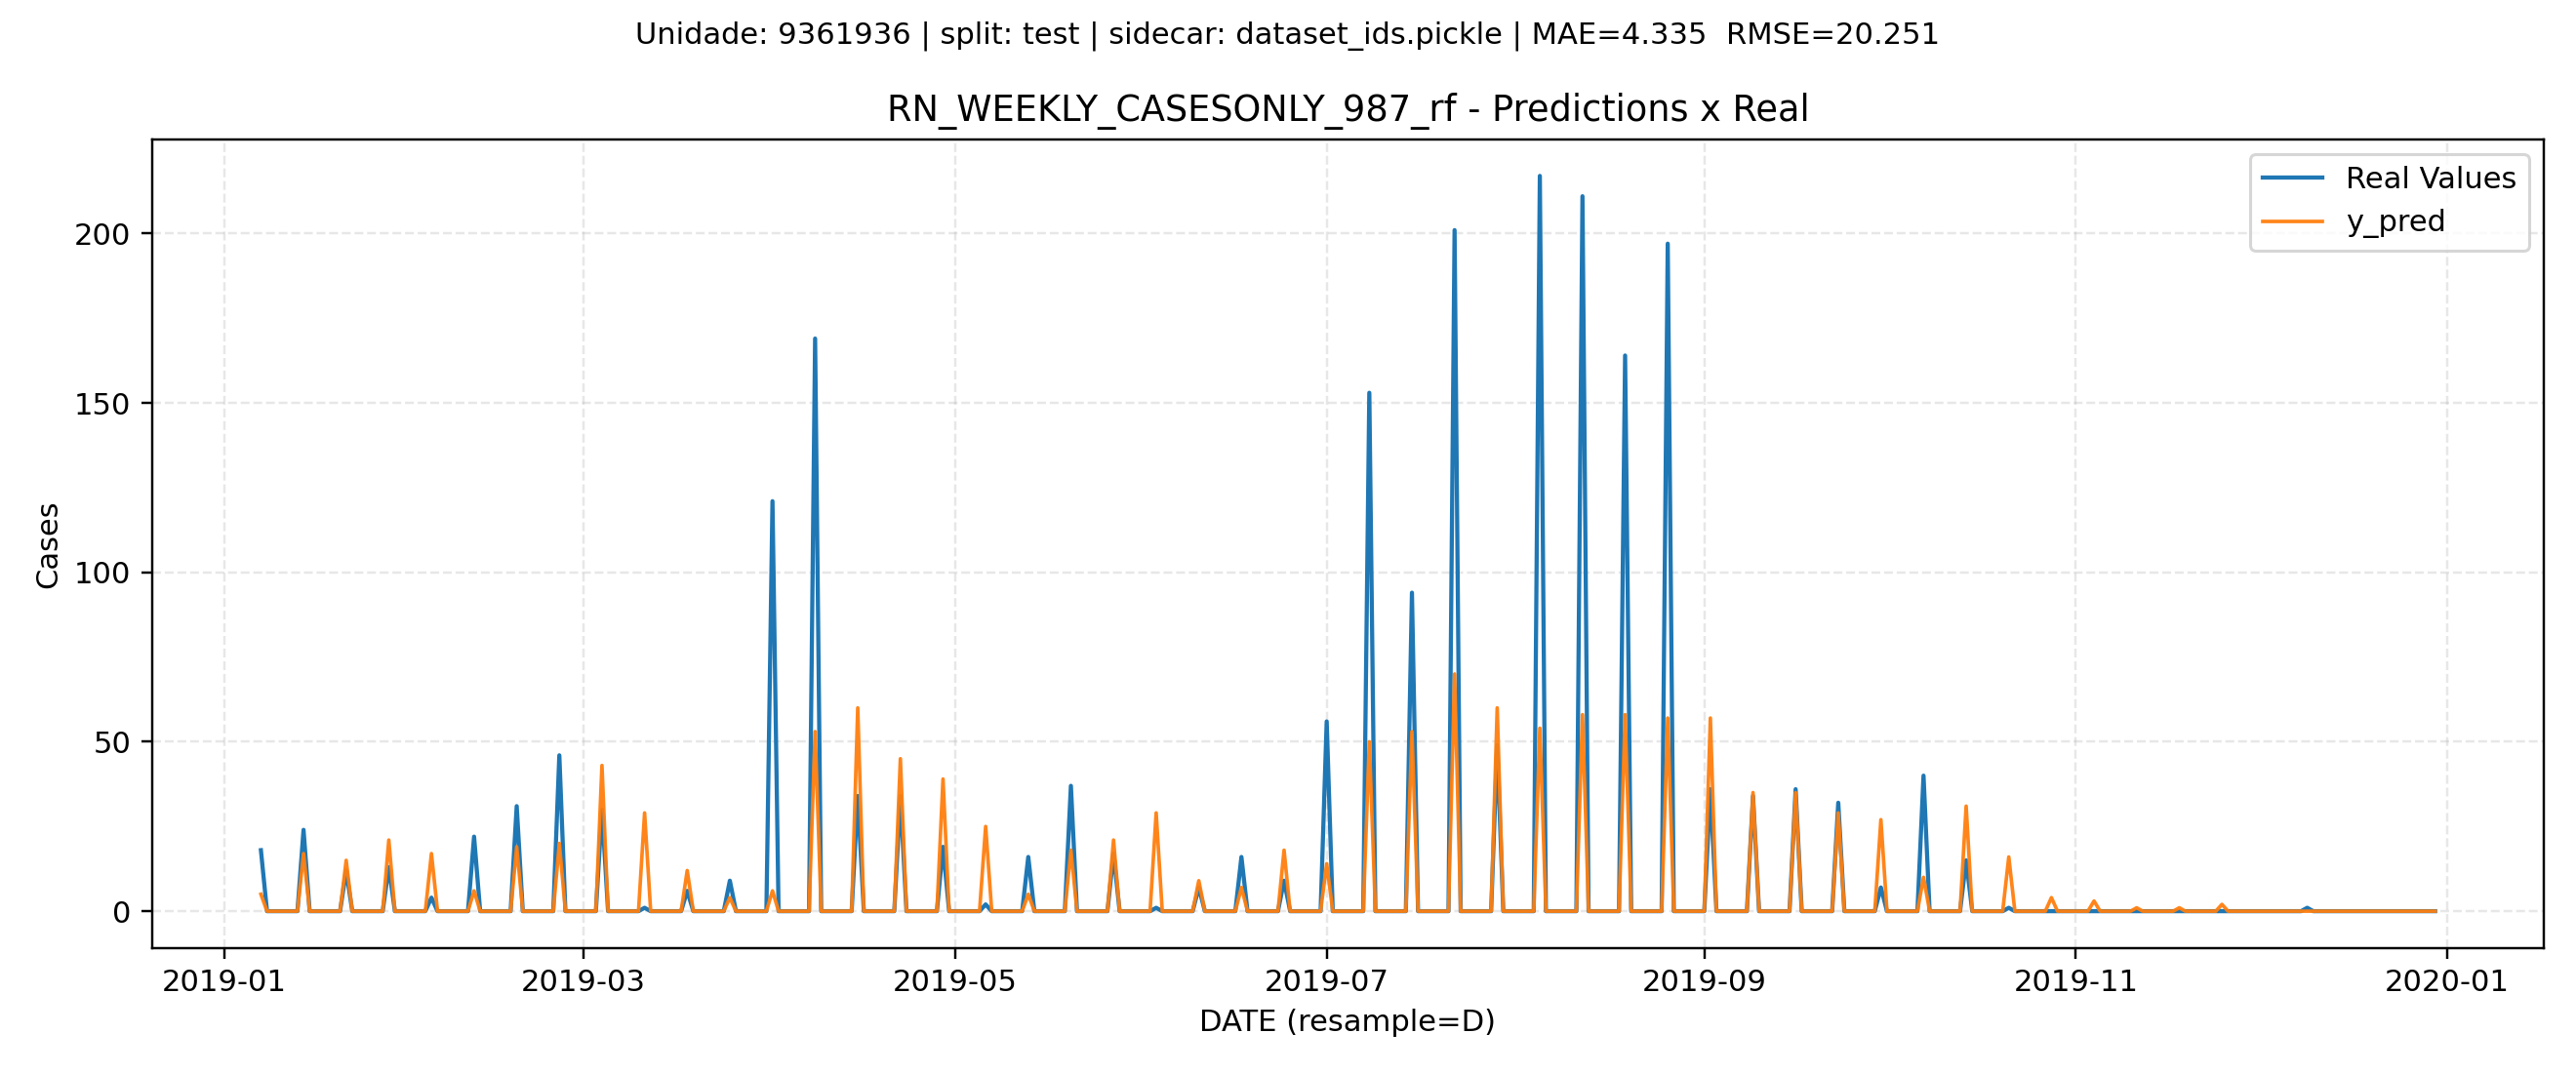 Unidade: 9361936 | split: test | sidecar: dataset_ids.pickle | MAE=4.335  RMSE=20.251
RN_WEEKLY_CASESONLY_987_rf - Predictions x Real
Real Values
y_pred
Cases
200
150
100
50
0
2019-01
2019-03
2019-05
2019-07
2019-09
2019-11
2020-01
DATE (resample=D)